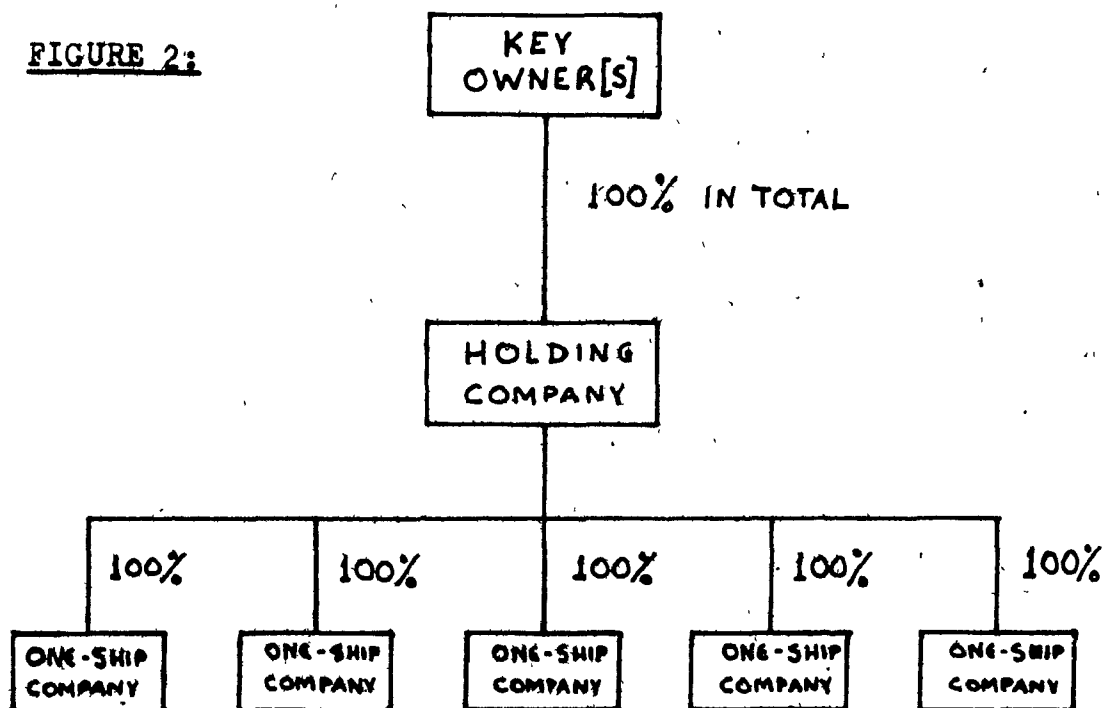 FIGURE 2:
KEY
OWNER[S]
100% IN TOTAL
HOLDING
COMPANY
100% 100% 100% 100% 100%
ONE-SHIP ONE-SHIP ONE-SHIP ONE-SHIP ONE-SHIP
COMPANY COMPANY COMPANY COMPANY COMPANY